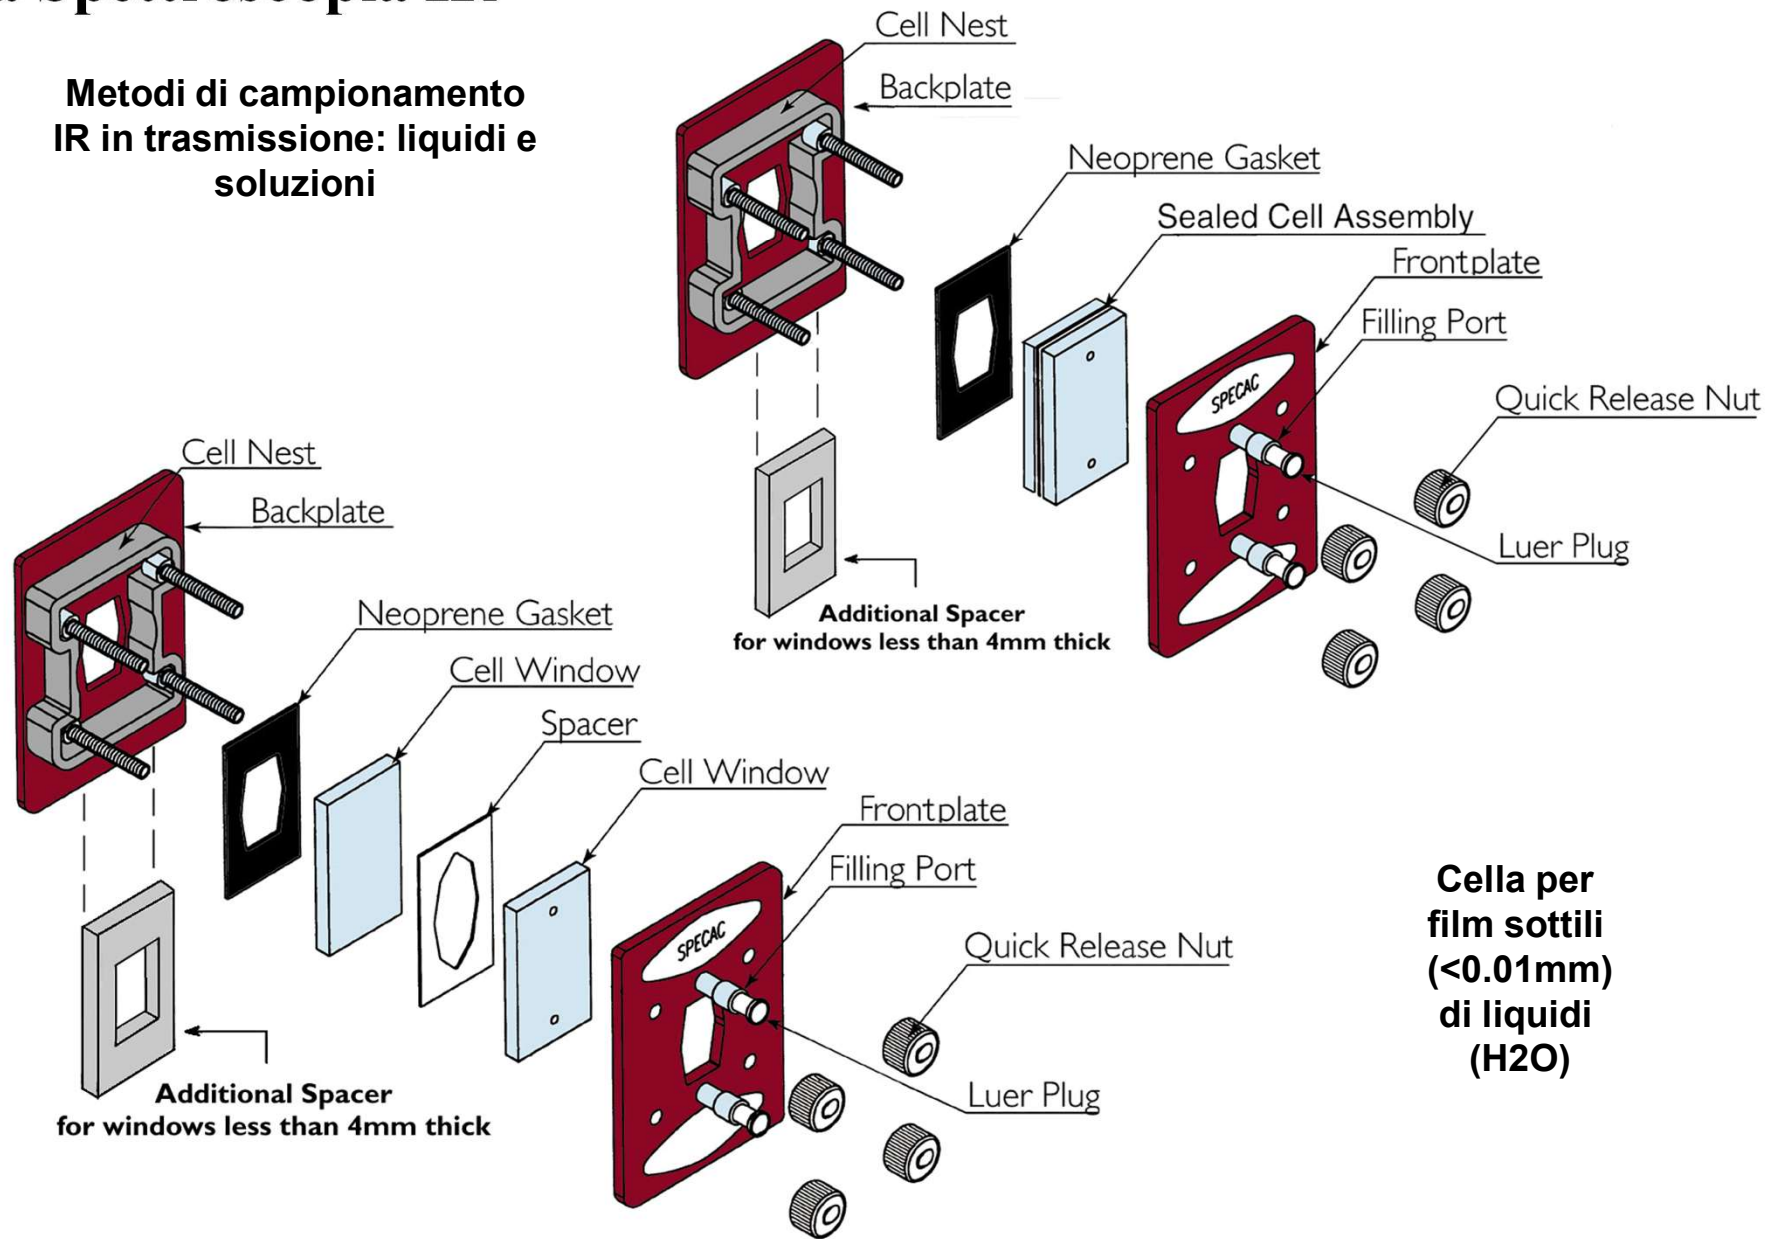 Spettroscopia IR
Metodi di campionamento
IR in trasmissione: liquidi e
soluzioni
Cell Nest
Backplate
Neoprene Gasket
Sealed Cell Assembly
Frontplate
Filling Port
SPECAC
Quick Release Nut
Luer Plug
Additional Spacer
for windows less than 4mm thick
Cell Nest
Backplate
Neoprene Gasket
Cell Window
Spacer
Cell Window
Frontplate
Filling Port
SPECAC
Quick Release Nut
Luer Plug
Additional Spacer
for windows less than 4mm thick
Cella per
film sottili
(<0.01mm)
di liquidi
(H2O)